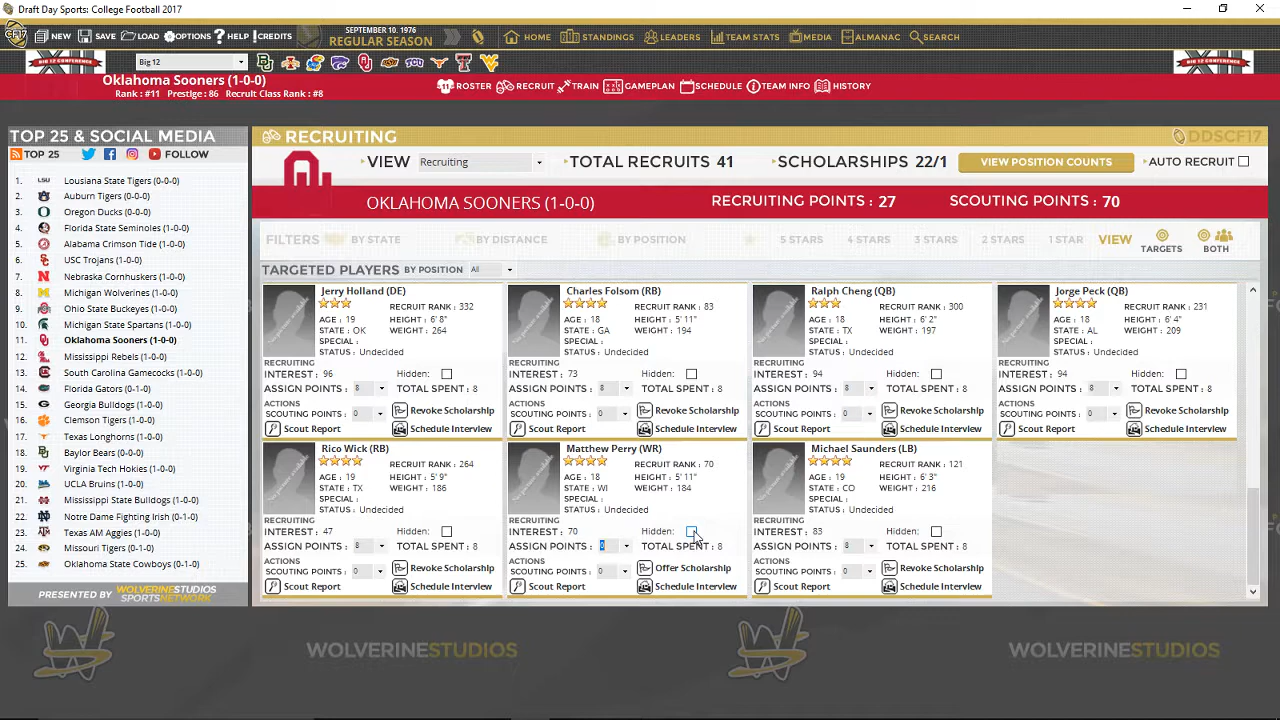 Draft Day Sports: College Football 2017
NEW SAVE LOAD OPTIONS HELP CREDITS
SEPTEMBER 10, 1976
REGULAR SEASON
HOME STANDINGS LEADERS TEAM STATS MEDIA ALMANAC SEARCH
BIG 12 CONFERENCE Big 12 BIG 12 CONFERENCE
Oklahoma Sooners (1-0-0)
Rank : #11 Prestige : 86 Recruit Class Rank : #8
ROSTER RECRUIT TRAIN GAMEPLAN SCHEDULE TEAM INFO HISTORY
TOP 25 & SOCIAL MEDIA
TOP 25 FOLLOW
1. Lousiana State Tigers (0-0-0)
2. Auburn Tigers (0-0-0)
3. Oregon Ducks (0-0-0)
4. Florida State Seminoles (1-0-0)
5. Alabama Crimson Tide (1-0-0)
6. USC Trojans (1-0-0)
7. Nebraska Cornhuskers (1-0-0)
8. Michigan Wolverines (1-0-0)
9. Ohio State Buckeyes (1-0-0)
10. Michigan State Spartans (1-0-0)
11. Oklahoma Sooners (1-0-0)
12. Mississippi Rebels (1-0-0)
13. South Carolina Gamecocks (1-0-0)
14. Florida Gators (0-1-0)
15. Georgia Bulldogs (1-0-0)
16. Clemson Tigers (1-0-0)
17. Texas Longhorns (1-0-0)
18. Baylor Bears (0-1-0)
19. Virginia Tech Hokies (1-0-0)
20. UCLA Bruins (1-0-0)
21. Mississippi State Bulldogs (1-0-0)
22. Notre Dame Fighting Irish (0-1-0)
23. Texas AM Aggies (1-0-0)
24. Missouri Tigers (0-1-0)
25. Oklahoma State Cowboys (0-1-0)
PRESENTED BY WOLVERINESTUDIOS SPORTSNETWORK
RECRUITING DDSCF17
VIEW Recruiting TOTAL RECRUITS 41 SCHOLARSHIPS 22/1 VIEW POSITION COUNTS AUTO RECRUIT
OKLAHOMA SOONERS (1-0-0) RECRUITING POINTS : 27 SCOUTING POINTS : 70
FILTERS BY STATE BY DISTANCE BY POSITION 5 STARS 4 STARS 3 STARS 2 STARS 1 STAR VIEW TARGETS BOTH
TARGETED PLAYERS BY POSITION All
Jerry Holland (DE)
RECRUIT RANK : 332
AGE : 19 HEIGHT : 6' 8"
STATE : OK WEIGHT : 264
SPECIAL :
STATUS : Undecided
RECRUITING
INTEREST : 96 Hidden:
ASSIGN POINTS : 8 TOTAL SPENT : 8
ACTIONS Revoke Scholarship
SCOUTING POINTS : 0
Scout Report Schedule Interview
Charles Folsom (RB)
RECRUIT RANK : 83
AGE : 18 HEIGHT : 5' 11"
STATE : GA WEIGHT : 194
SPECIAL :
STATUS : Undecided
RECRUITING
INTEREST : 73 Hidden:
ASSIGN POINTS : 8 TOTAL SPENT : 8
ACTIONS Revoke Scholarship
SCOUTING POINTS : 0
Scout Report Schedule Interview
Ralph Cheng (QB)
RECRUIT RANK : 300
AGE : 18 HEIGHT : 6' 2"
STATE : TX WEIGHT : 197
SPECIAL :
STATUS : Undecided
RECRUITING
INTEREST : 94 Hidden:
ASSIGN POINTS : 8 TOTAL SPENT : 8
ACTIONS Revoke Scholarship
SCOUTING POINTS : 0
Scout Report Schedule Interview
Jorge Peck (QB)
RECRUIT RANK : 231
AGE : 18 HEIGHT : 6' 4"
STATE : AL WEIGHT : 209
SPECIAL :
STATUS : Undecided
RECRUITING
INTEREST : 94 Hidden:
ASSIGN POINTS : 8 TOTAL SPENT : 8
ACTIONS Revoke Scholarship
SCOUTING POINTS : 0
Scout Report Schedule Interview
Rico Wick (RB)
RECRUIT RANK : 264
AGE : 19 HEIGHT : 5' 9"
STATE : TX WEIGHT : 186
SPECIAL :
STATUS : Undecided
RECRUITING
INTEREST : 47 Hidden:
ASSIGN POINTS : 8 TOTAL SPENT : 8
ACTIONS Revoke Scholarship
SCOUTING POINTS : 0
Scout Report Schedule Interview
Matthew Perry (WR)
RECRUIT RANK : 70
AGE : 18 HEIGHT : 5' 11"
STATE : WI WEIGHT : 184
SPECIAL :
STATUS : Undecided
RECRUITING
INTEREST : 70 Hidden:
ASSIGN POINTS : 0 TOTAL SPENT : 8
ACTIONS Offer Scholarship
SCOUTING POINTS : 0
Scout Report Schedule Interview
Michael Saunders (LB)
RECRUIT RANK : 121
AGE : 19 HEIGHT : 6' 3"
STATE : CO WEIGHT : 216
SPECIAL :
STATUS : Undecided
RECRUITING
INTEREST : 83 Hidden:
ASSIGN POINTS : 8 TOTAL SPENT : 8
ACTIONS Revoke Scholarship
SCOUTING POINTS : 0
Scout Report Schedule Interview
WOLVERINESTUDIOS WOLVERINESTUDIOS